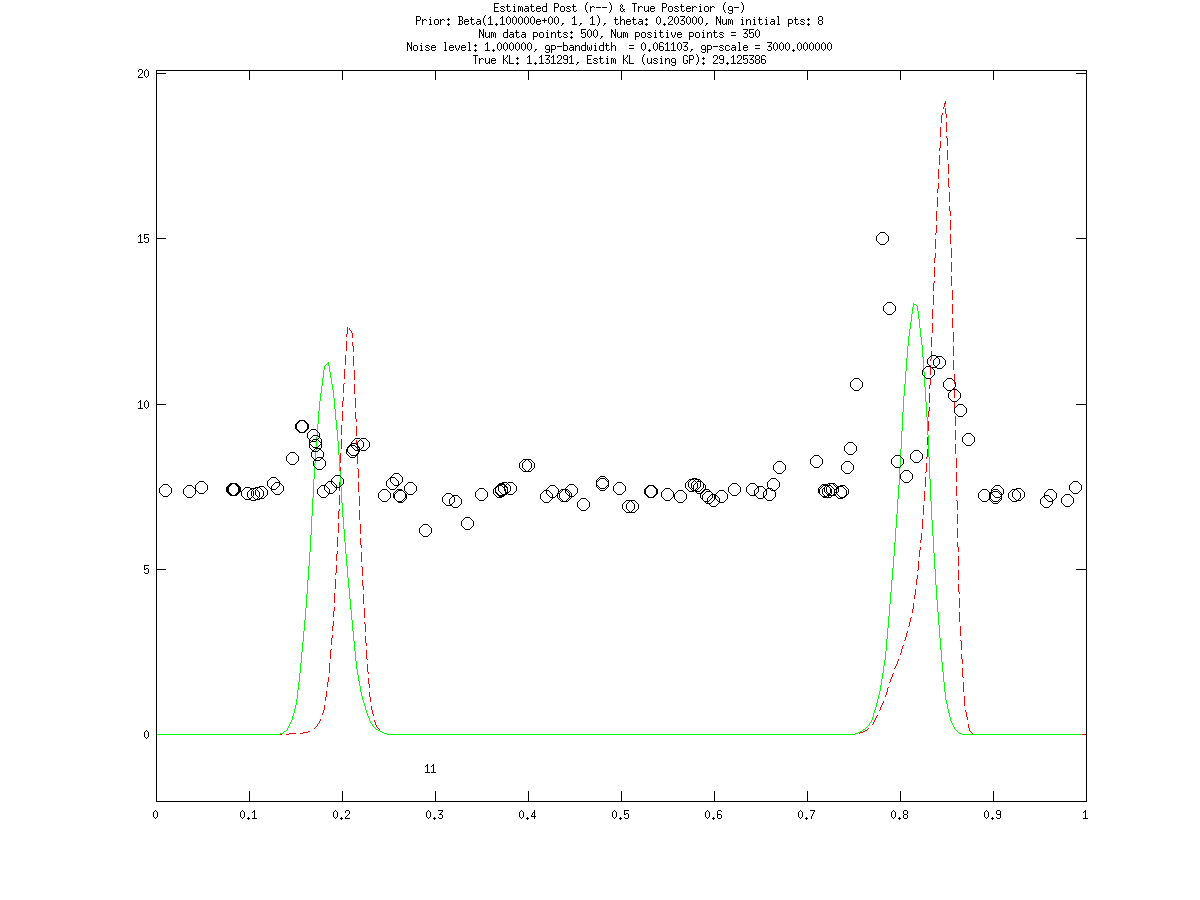 Estimated Post (r--) & True Posterior (g-)
Prior: Beta(1.100000e+00, 1, 1), theta: 0.203000, Num initial pts: 8
Num data points: 500, Num positive points = 350
Noise level: 1.000000, gp-bandwidth  = 0.061103, gp-scale = 3000.000000
True KL: 1.131291, Estim KL (using GP): 29.125386
20
15
10
5
0
11
0 0.1 0.2 0.3 0.4 0.5 0.6 0.7 0.8 0.9 1